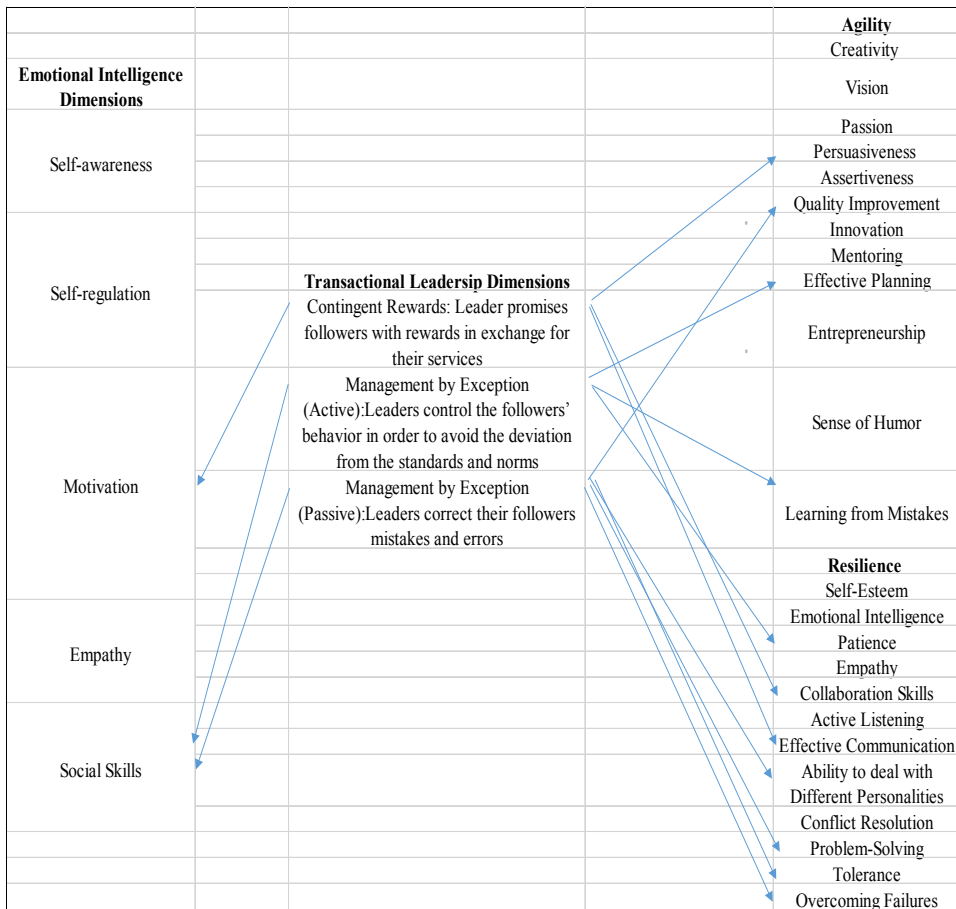 Emotional Intelligence
Dimensions
Self-awareness
Self-regulation
Motivation
Empathy
Social Skills
Transactional Leadersip Dimensions
Contingent Rewards: Leader promises
followers with rewards in exchange for
their services
Management by Exception
(Active):Leaders control the followers'
behavior in order to avoid the deviation
from the standards and norms
Management by Exception
(Passive):Leaders correct their followers
mistakes and errors
Agility
Creativity
Vision
Passion
Persuasiveness
Assertiveness
Quality Improvement
Innovation
Mentoring
Effective Planning
Entrepreneurship
Sense of Humor
Learning from Mistakes
Resilience
Self-Esteem
Emotional Intelligence
Patience
Empathy
Collaboration Skills
Active Listening
Effective Communication
Ability to deal with
Different Personalities
Conflict Resolution
Problem-Solving
Tolerance
Overcoming Failures